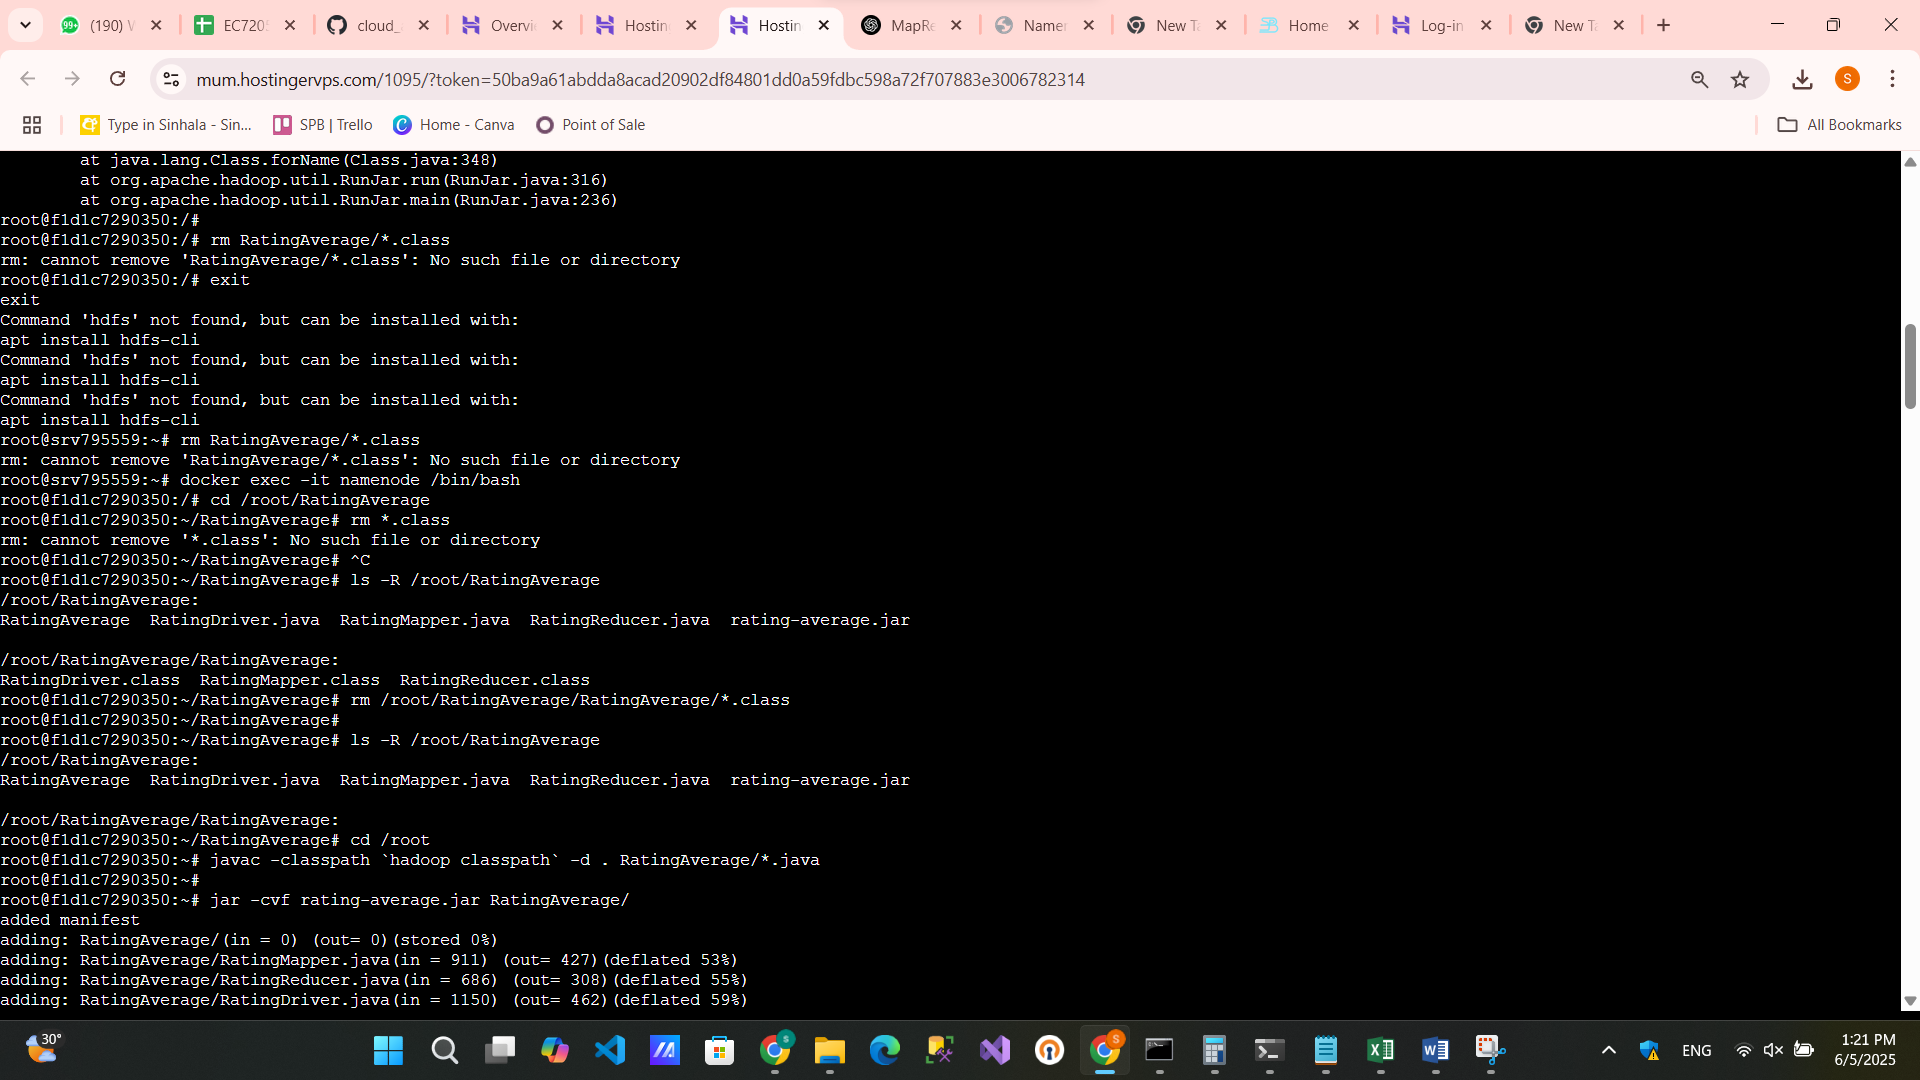 (190) W
EC7205
cloud_
Overvi
Hostin
Hostin
MapRe
Namen
New Ta
Home
Log-in
New Ta
mum.hostingervps.com/1095/?token=50ba9a61abdda8acad20902df84801dd0a59fdbc598a72f707883e3006782314
S
Type in Sinhala - Sin...
SPB | Trello
Home - Canva
Point of Sale
All Bookmarks
at java.lang.Class.forName(Class.java:348)
at org.apache.hadoop.util.RunJar.run(RunJar.java:316)
at org.apache.hadoop.util.RunJar.main(RunJar.java:236)
root@f1d1c7290350:/#
root@f1d1c7290350:/# rm RatingAverage/*.class
rm: cannot remove 'RatingAverage/*.class': No such file or directory
root@f1d1c7290350:/# exit
exit
Command 'hdfs' not found, but can be installed with:
apt install hdfs-cli
Command 'hdfs' not found, but can be installed with:
apt install hdfs-cli
Command 'hdfs' not found, but can be installed with:
apt install hdfs-cli
root@srv795559:~# rm RatingAverage/*.class
rm: cannot remove 'RatingAverage/*.class': No such file or directory
root@srv795559:~# docker exec -it namenode /bin/bash
root@f1d1c7290350:/# cd /root/RatingAverage
root@f1d1c7290350:~/RatingAverage# rm *.class
rm: cannot remove '*.class': No such file or directory
root@f1d1c7290350:~/RatingAverage# ^C
root@f1d1c7290350:~/RatingAverage# ls -R /root/RatingAverage
/root/RatingAverage:
RatingAverage  RatingDriver.java  RatingMapper.java  RatingReducer.java  rating-average.jar
/root/RatingAverage/RatingAverage:
RatingDriver.class  RatingMapper.class  RatingReducer.class
root@f1d1c7290350:~/RatingAverage# rm /root/RatingAverage/RatingAverage/*.class
root@f1d1c7290350:~/RatingAverage#
root@f1d1c7290350:~/RatingAverage# ls -R /root/RatingAverage
/root/RatingAverage:
RatingAverage  RatingDriver.java  RatingMapper.java  RatingReducer.java  rating-average.jar
/root/RatingAverage/RatingAverage:
root@f1d1c7290350:~/RatingAverage# cd /root
root@f1d1c7290350:~# javac -classpath `hadoop classpath` -d . RatingAverage/*.java
root@f1d1c7290350:~#
root@f1d1c7290350:~# jar -cvf rating-average.jar RatingAverage/
added manifest
adding: RatingAverage/(in = 0) (out= 0)(stored 0%)
adding: RatingAverage/RatingMapper.java(in = 911) (out= 427)(deflated 53%)
adding: RatingAverage/RatingReducer.java(in = 686) (out= 308)(deflated 55%)
adding: RatingAverage/RatingDriver.java(in = 1150) (out= 462)(deflated 59%)
30°
ENG
1:21 PM
6/5/2025